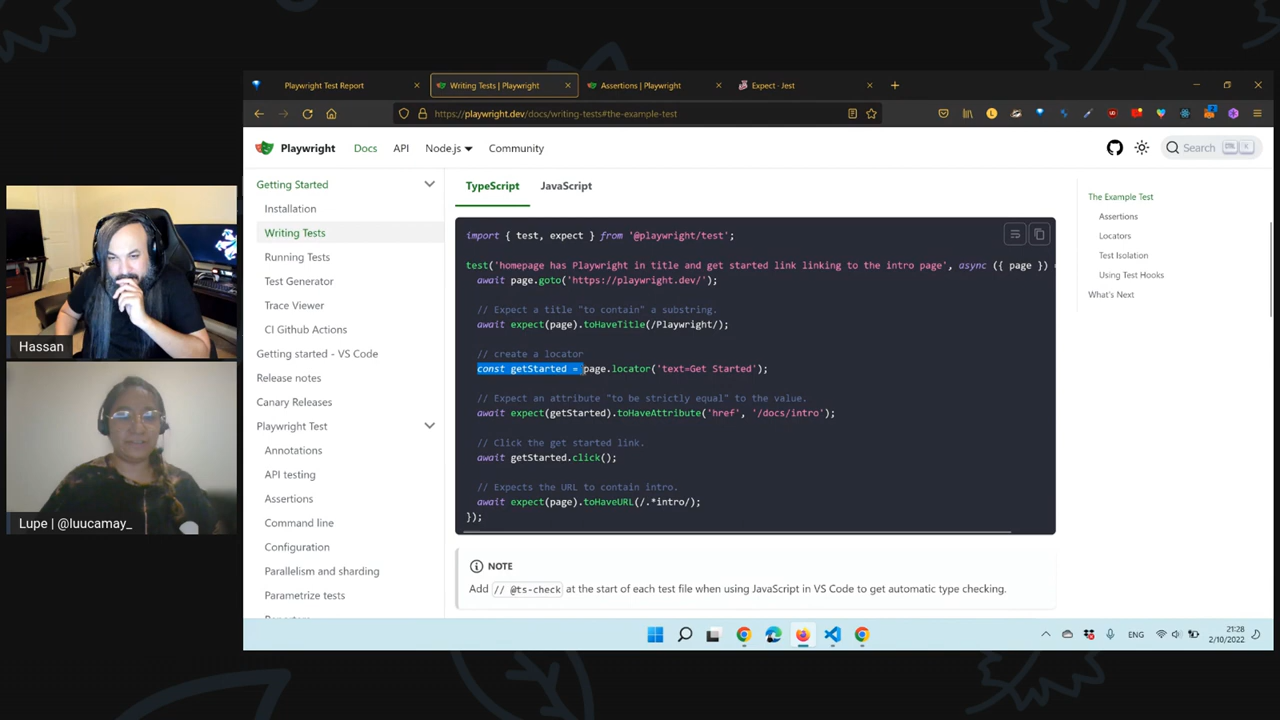 Playwright Test Report
Writing Tests | Playwright
Assertions | Playwright
Expect · Jest
https://playwright.dev/docs/writing-tests#the-example-test
Playwright
Docs
API
Node.js
Community
Search
Getting Started
Installation
Writing Tests
Running Tests
Test Generator
Trace Viewer
CI Github Actions
Getting started - VS Code
Release notes
Canary Releases
Playwright Test
Annotations
API testing
Assertions
Command line
Configuration
Parallelism and sharding
Parametrize tests
TypeScript
JavaScript
import { test, expect } from '@playwright/test';
test('homepage has Playwright in title and get started link linking to the intro page', async ({ page }) =
await page.goto('https://playwright.dev/');
// Expect a title "to contain" a substring.
await expect(page).toHaveTitle(/Playwright/);
// create a locator
const getStarted = page.locator('text=Get Started');
// Expect an attribute "to be strictly equal" to the value.
await expect(getStarted).toHaveAttribute('href', '/docs/intro');
// Click the get started link.
await getStarted.click();
// Expects the URL to contain intro.
await expect(page).toHaveURL(/.*intro/);
});
NOTE
Add // @ts-check at the start of each test file when using JavaScript in VS Code to get automatic type checking.
The Example Test
Assertions
Locators
Test Isolation
Using Test Hooks
What's Next
Hassan
Lupe | @luucamay_
ENG
21:28
2/10/2022